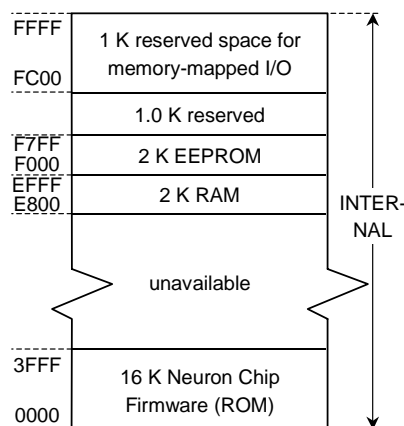 FFFF
1 K reserved space for
memory-mapped I/O
FC00
1.0 K reserved
F7FF
2 K EEPROM
F000
EFFF
2 K RAM
E800
INTER-
NAL
unavailable
3FFF
16 K Neuron Chip
Firmware (ROM)
0000